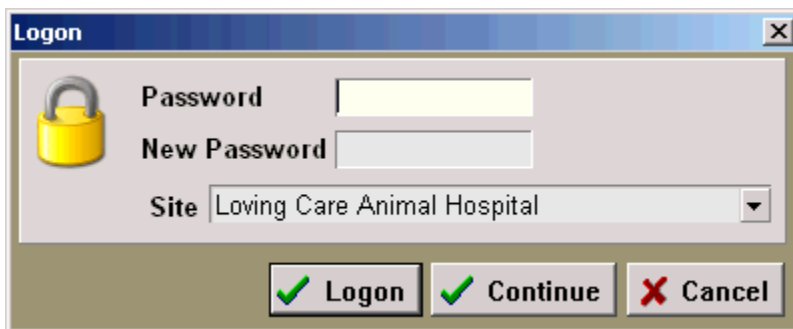 Logon
Password
New Password
Site Loving Care Animal Hospital
Logon Continue Cancel